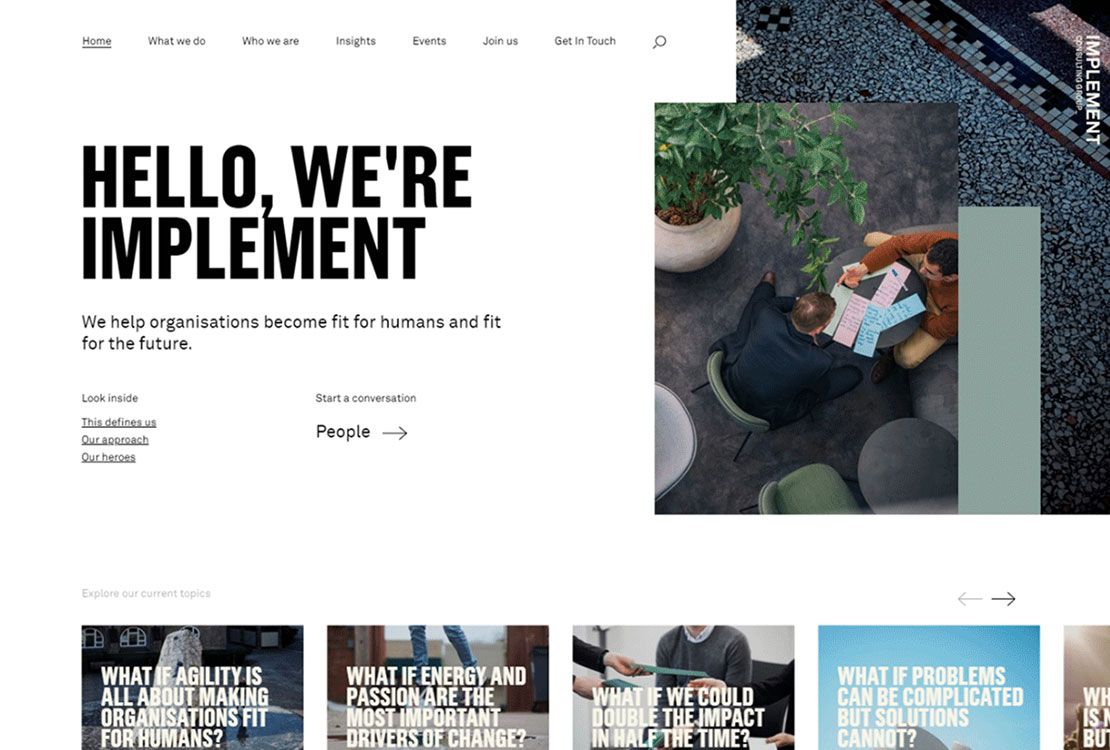 Home What we do Who we are Insights Events Join us Get In Touch
IMPLEMENT
CONSULTING GROUP
HELLO, WE'RE
IMPLEMENT
We help organisations become fit for humans and fit
for the future.
Look inside
This defines us
Our approach
Our heroes
Start a conversation
People
Explore our current topics
WHAT IF AGILITY IS
ALL ABOUT MAKING
ORGANISATIONS FIT
FOR HUMANS?
WHAT IF ENERGY AND
PASSION ARE THE
MOST IMPORTANT
DRIVERS OF CHANGE?
WHAT IF WE COULD
DOUBLE THE IMPACT
IN HALF THE TIME?
WHAT IF PROBLEMS
CAN BE COMPLICATED
BUT SOLUTIONS
CANNOT?